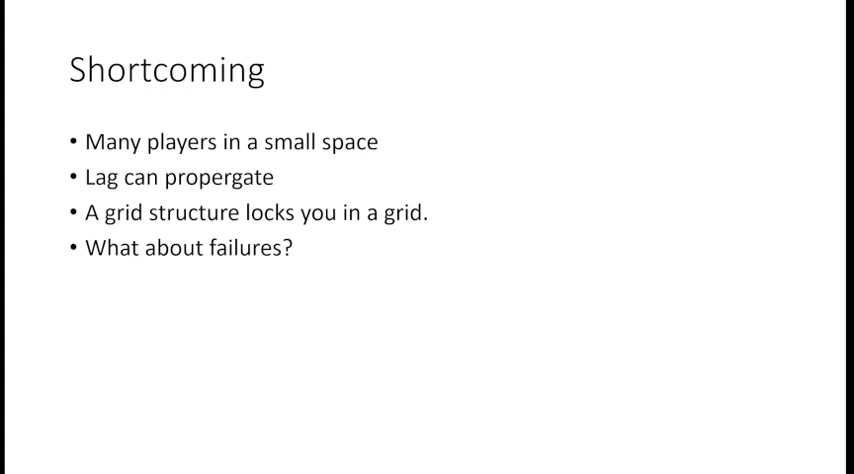 Shortcoming
• Many players in a small space
• Lag can propergate
• A grid structure locks you in a grid.
• What about failures?